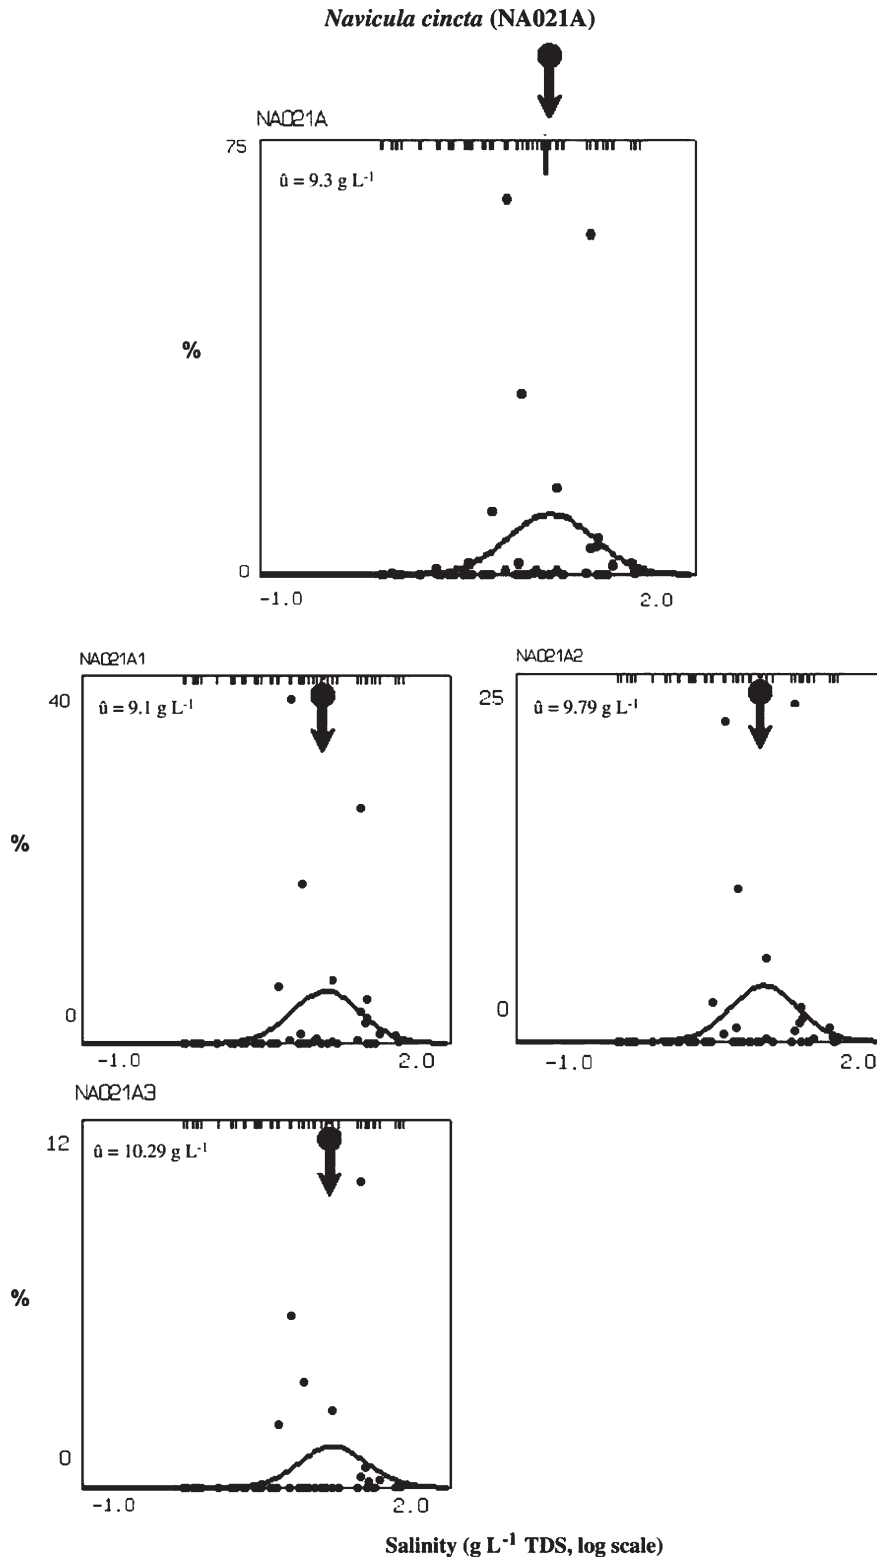 Navicula cincta (NA021A)
NA021A
75
û = 9.3 g L-1
%
0
-1.0 2.0
NA021A1
40
û = 9.1 g L-1
%
0
-1.0 2.0
NA021A2
25
û = 9.79 g L-1
0
-1.0 2.0
NA021A3
12
û = 10.29 g L-1
%
0
-1.0 2.0
Salinity (g L-1 TDS, log scale)